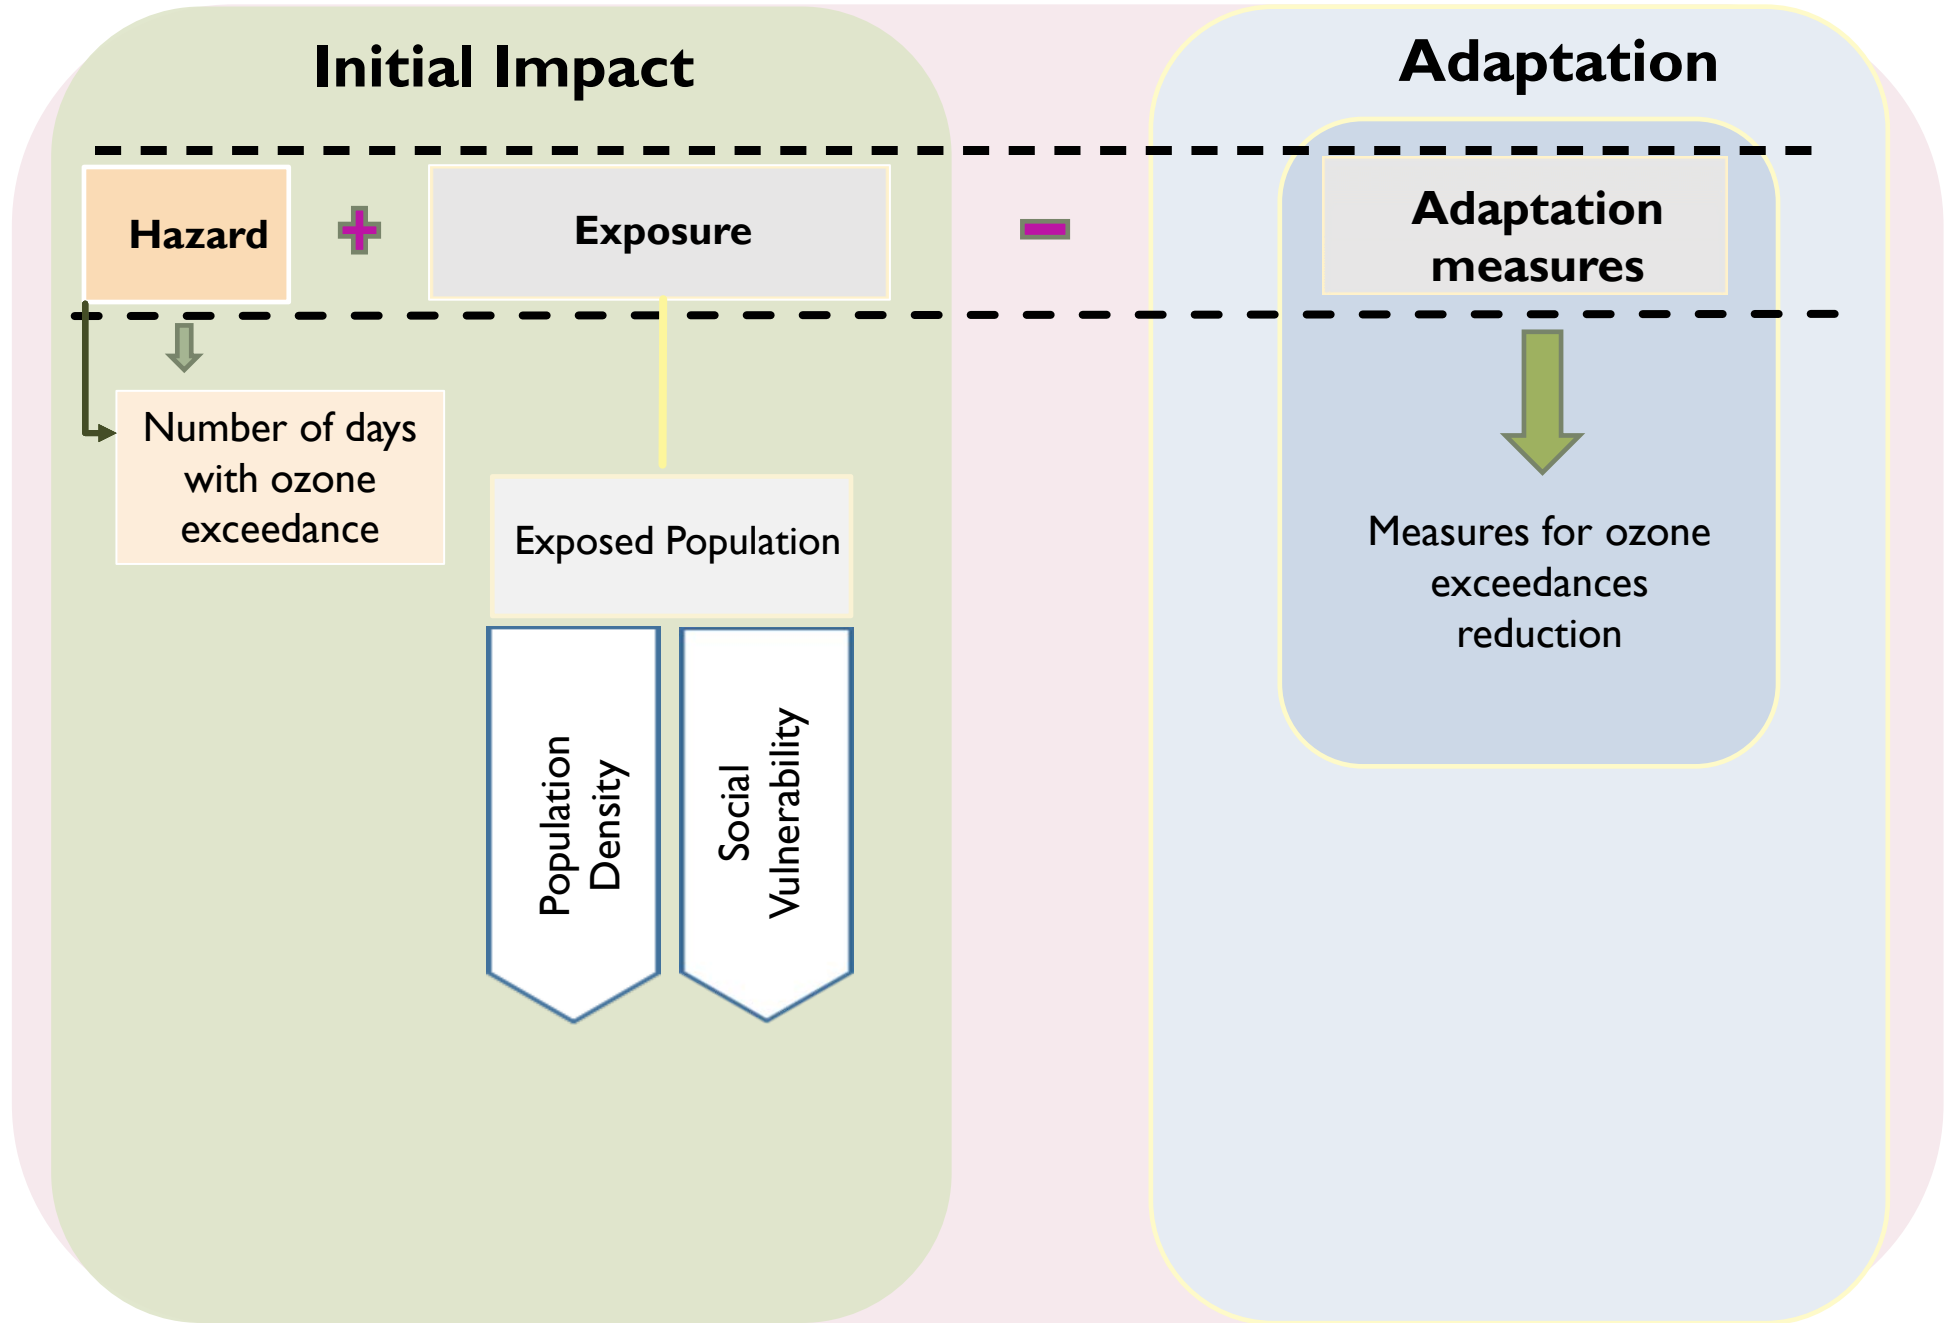 Initial Impact
Adaptation
Hazard
Exposure
Adaptation
measures
Number of days
with ozone
exceedance
Exposed Population
Measures for ozone
exceedances
reduction
Population
Density
Social
Vulnerability